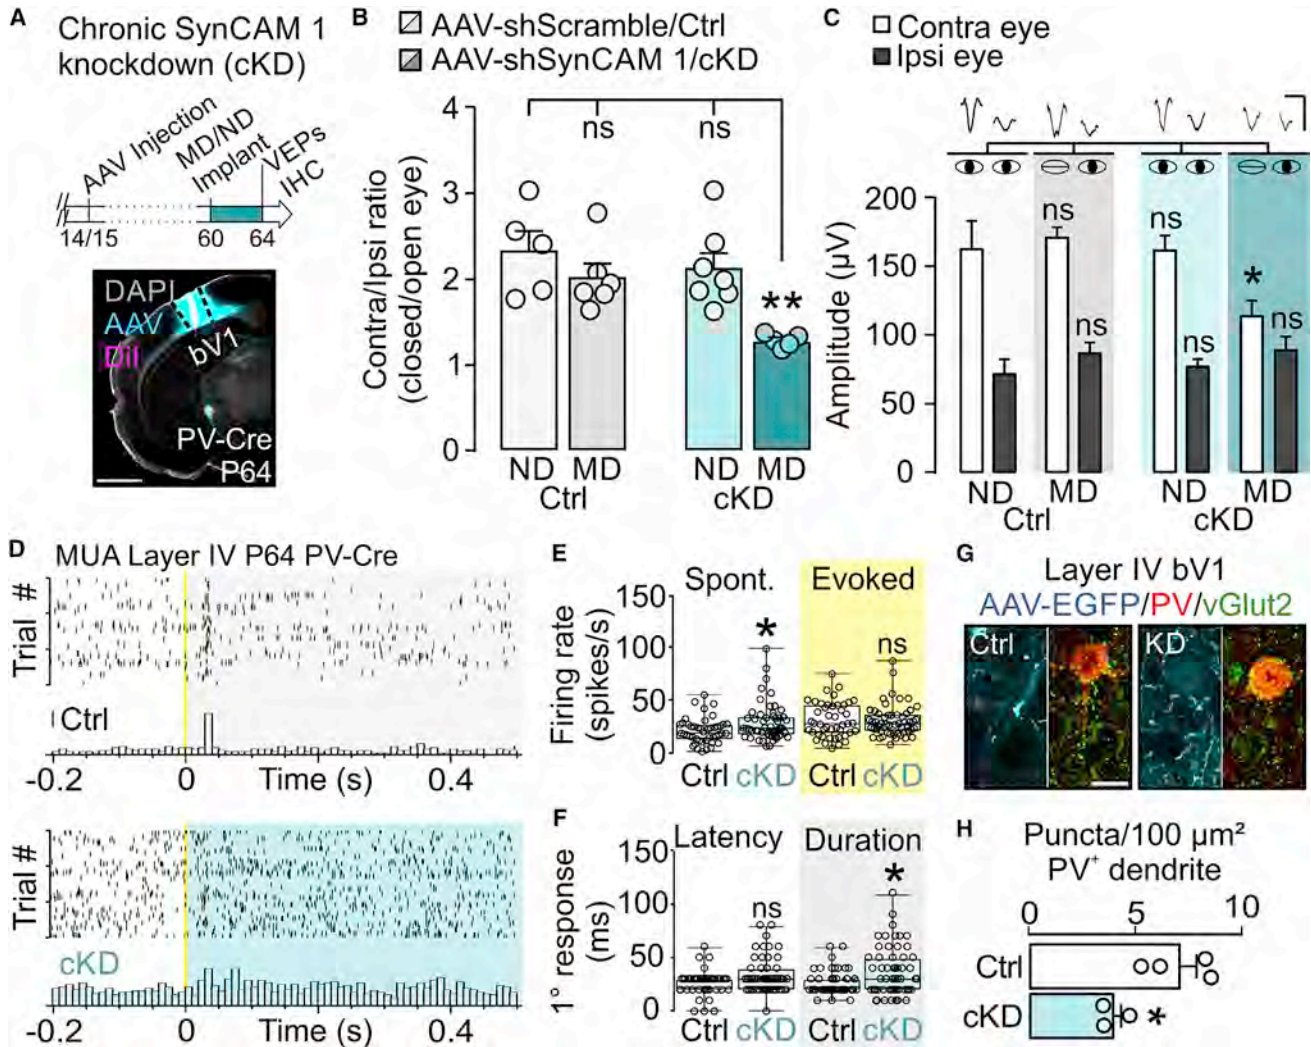 A
Chronic SynCAM 1
knockdown (cKD)
AAV Injection
MD/ND
Implant
VEPs
IHC
14/15
60
64
DAPI
AAV
DiI
bV1
PV-Cre
P64
B
AAV-shScramble/Ctrl
AAV-shSynCAM 1/cKD
Contra/Ipsi ratio
(closed/open eye)
4
3
2
1
0
ns
ns
**
ND
MD
ND
MD
Ctrl
cKD
C
Contra eye
Ipsi eye
Amplitude (µV)
200
150
100
50
0
ns
ns
ns
ns
*
ns
ND
MD
ND
MD
Ctrl
cKD
D
MUA Layer IV P64 PV-Cre
Trial #
Ctrl
-0.2
0
Time (s)
0.4
Trial #
cKD
-0.2
0
Time (s)
0.4
E
Spont.
Evoked
Firing rate
(spikes/s)
150
100
50
0
*
ns
Ctrl
cKD
Ctrl
cKD
F
Latency
Duration
1° response
(ms)
150
100
50
0
ns
*
Ctrl
cKD
Ctrl
cKD
G
Layer IV bV1
AAV-EGFP/PV/vGlut2
Ctrl
KD
H
Puncta/100 µm²
PV⁺ dendrite
0
5
10
Ctrl
cKD
*